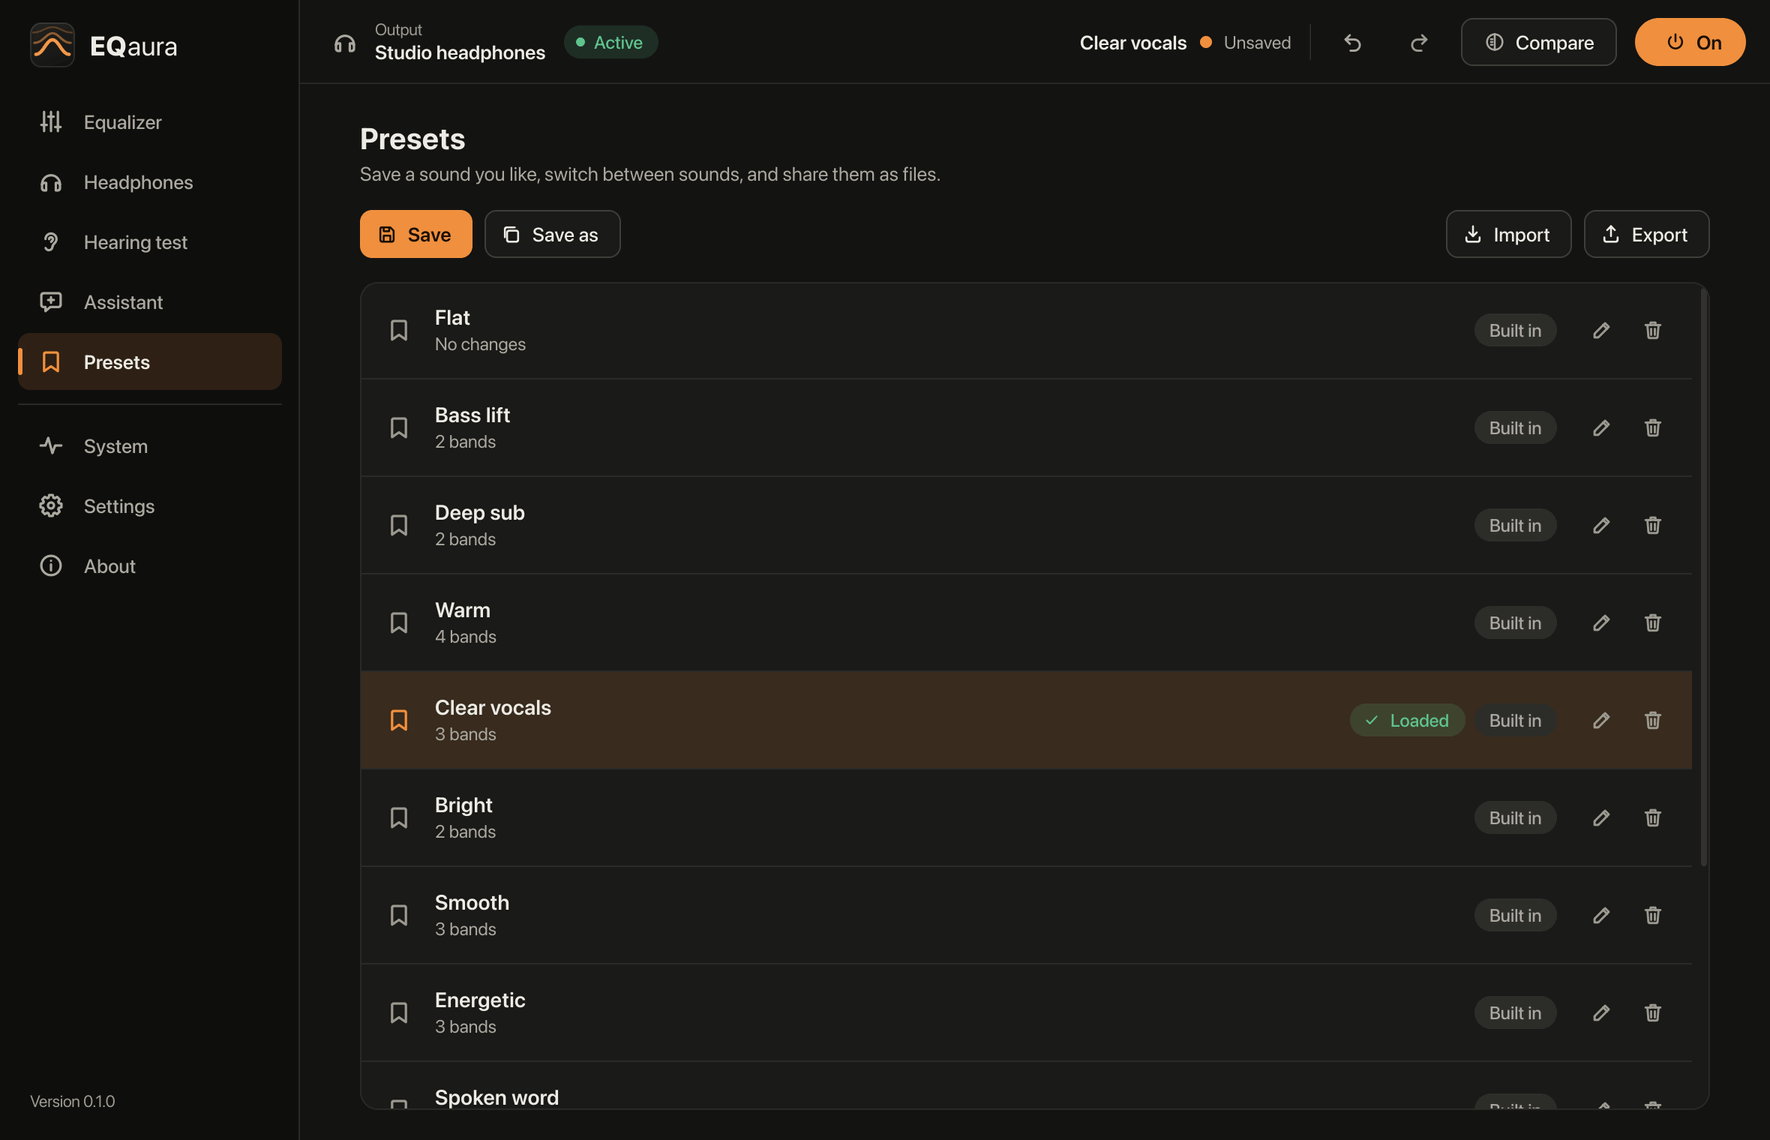 EQaura
Equalizer
Headphones
Hearing test
Assistant
Presets
System
Settings
About
Version 0.1.0
Output
Studio headphones
Active
Clear vocals
Unsaved
Compare
On
Presets
Save a sound you like, switch between sounds, and share them as files.
Save
Save as
Import
Export
Flat
No changes
Built in
Bass lift
2 bands
Built in
Deep sub
2 bands
Built in
Warm
4 bands
Built in
Clear vocals
3 bands
Loaded
Built in
Bright
2 bands
Built in
Smooth
3 bands
Built in
Energetic
3 bands
Built in
Spoken word
Built in